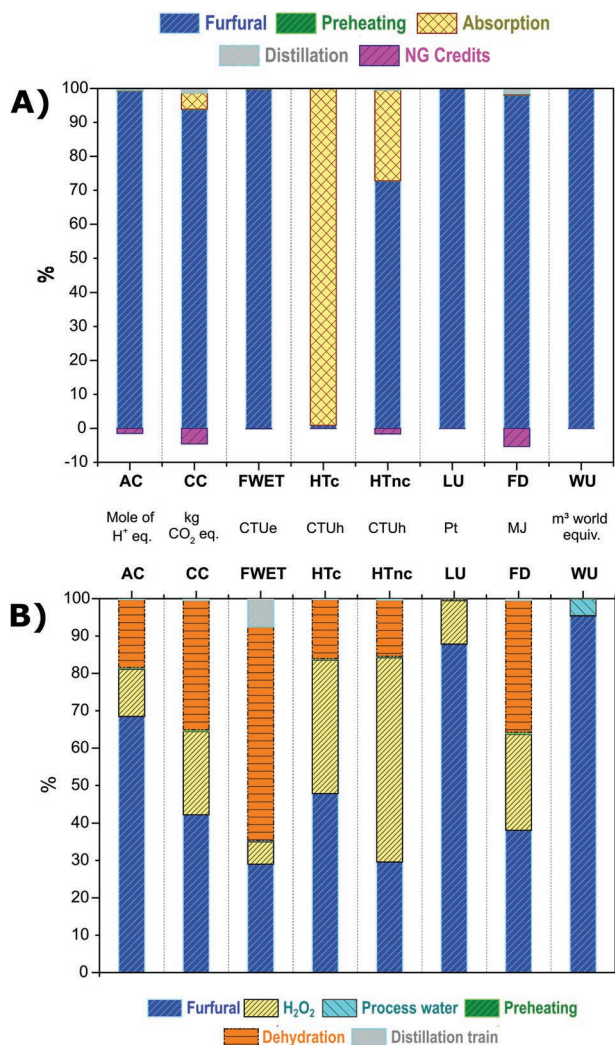 Furfural Preheating Absorption
Distillation NG Credits
A)
100
90
80
70
60
50
40
30
20
10
0
-10
%
AC CC FWET HTc HTnc LU FD WU
Mole of H⁺ eq. kg CO₂ eq. CTUe CTUh CTUh Pt MJ m³ world equiv.
AC CC FWET HTc HTnc LU FD WU
B)
100
80
70
60
50
40
30
20
10
0
%
Furfural H₂O₂ Process water Preheating
Dehydration Distillation train